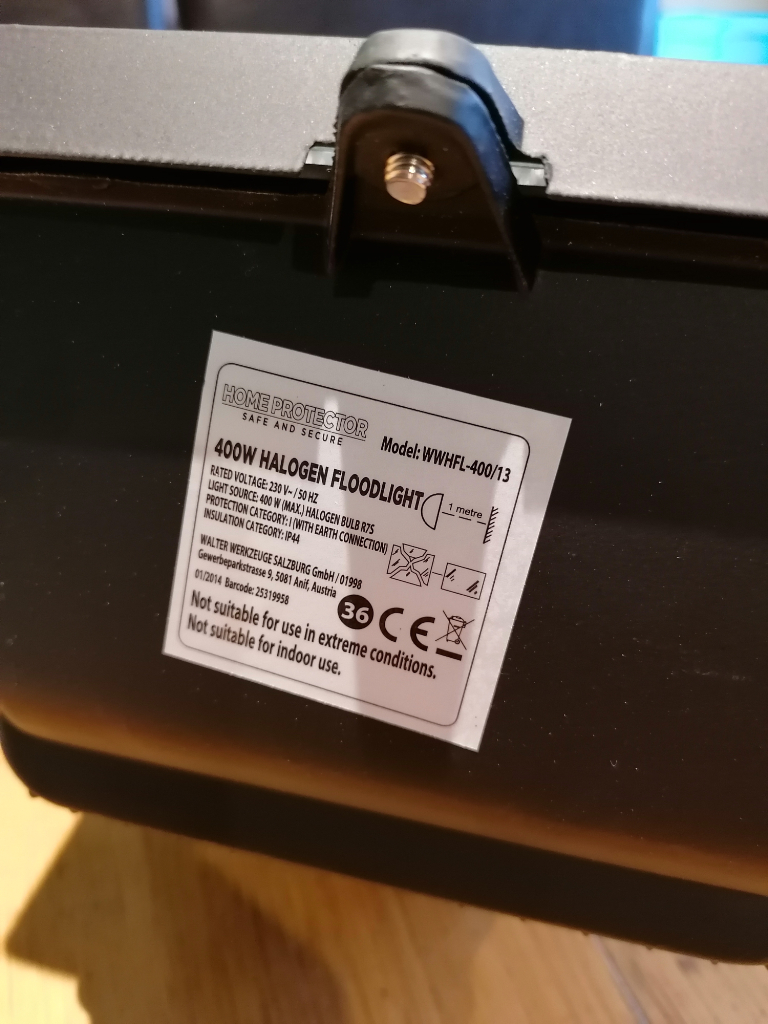 HOME PROTECTOR
SAFE AND SECURE
Model: WWHFL-400/13
400W HALOGEN FLOODLIGHT
RATED VOLTAGE: 230 V~ / 50 HZ
LIGHT SOURCE: 400 W (MAX.) HALOGEN BULB R7S
PROTECTION CATEGORY: I (WITH EARTH CONNECTION)
INSULATION CATEGORY: IP44
1 metre
WALTER WERKZEUGE SALZBURG GmbH / 01998
Gewerbeparkstrasse 9, 5081 Anif, Austria
01/2014 Barcode: 25319958
36 CE
Not suitable for use in extreme conditions.
Not suitable for indoor use.